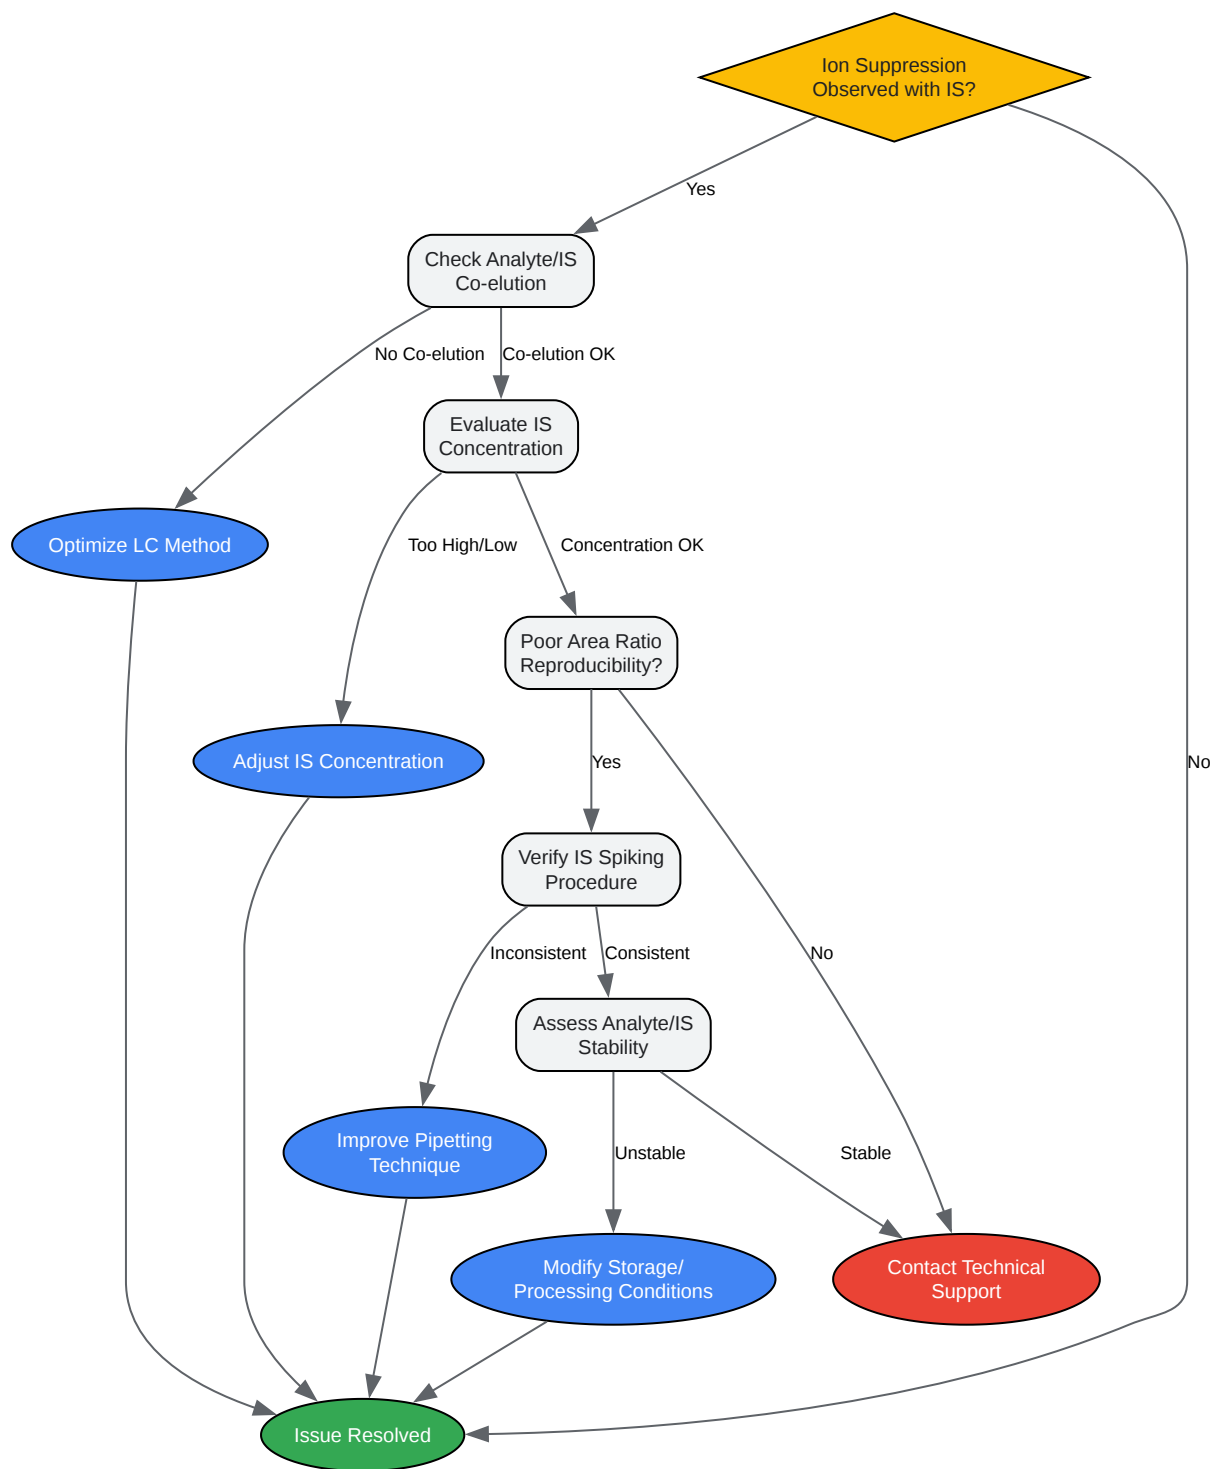 Ion Suppression
Observed with IS?
Yes
Check Analyte/IS
Co-elution
No Co-elution
Co-elution OK
Evaluate IS
Concentration
Optimize LC Method
Too High/Low
Concentration OK
Poor Area Ratio
Reproducibility?
Adjust IS Concentration
Yes
No
Verify IS Spiking
Procedure
Inconsistent
Consistent
No
Assess Analyte/IS
Stability
Improve Pipetting
Technique
Unstable
Stable
Modify Storage/
Processing Conditions
Contact Technical
Support
Issue Resolved